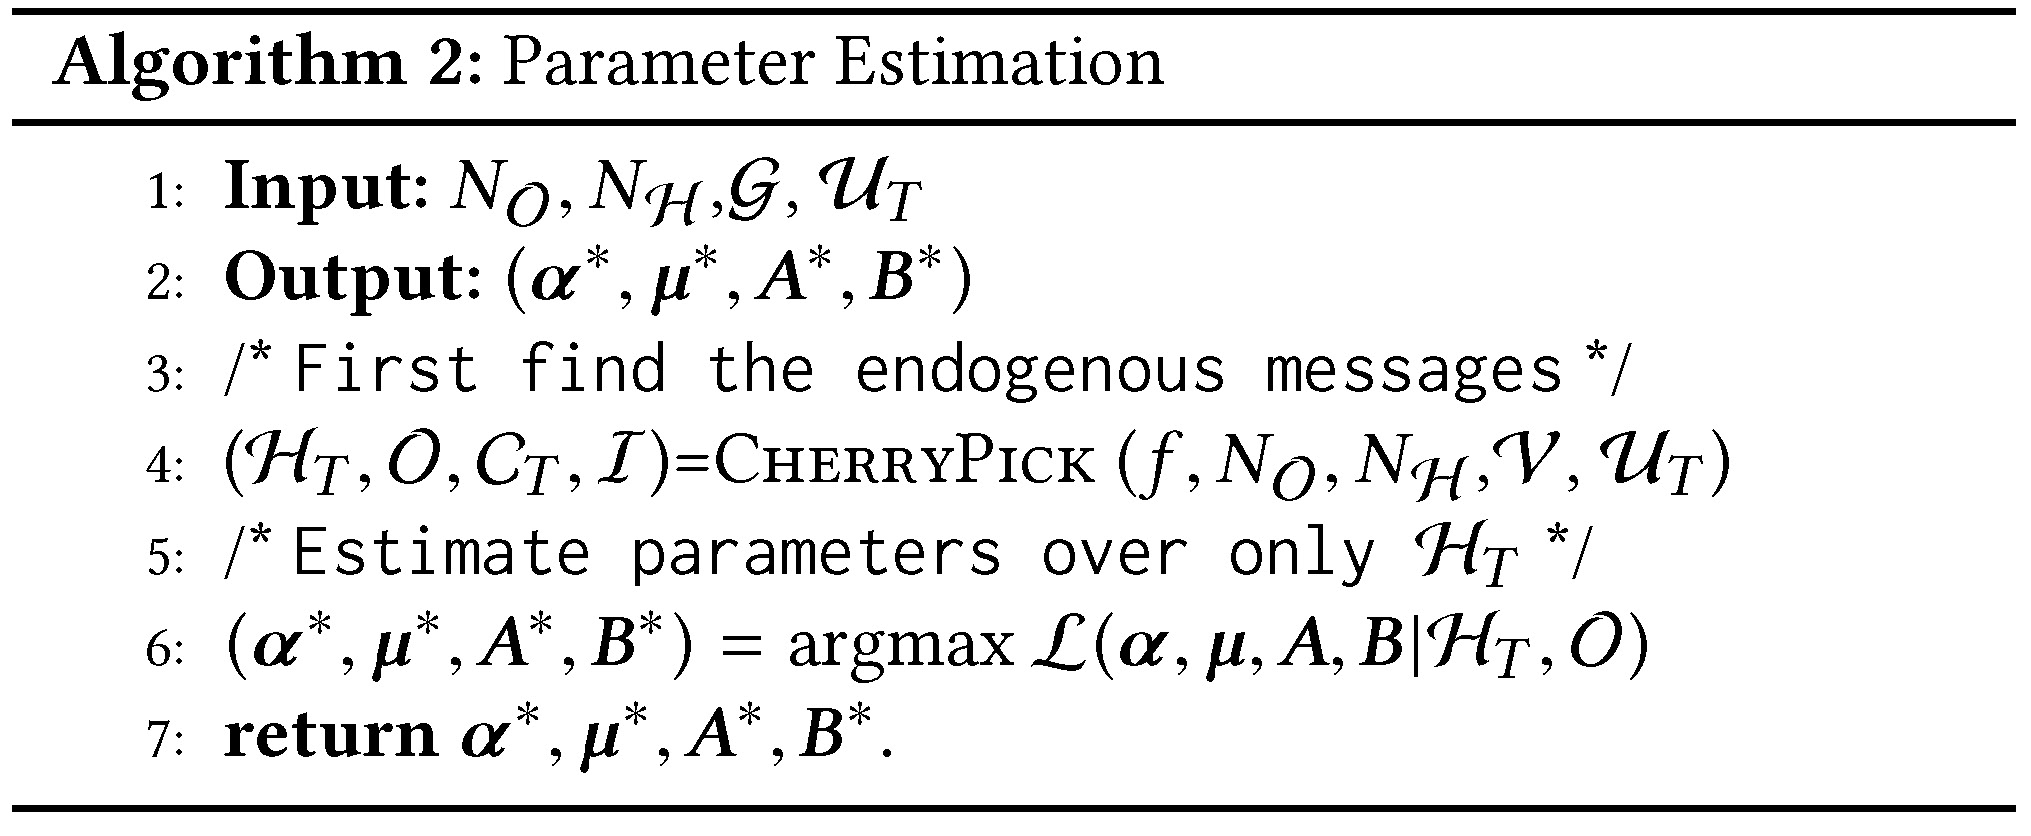 Algorithm 2: Parameter Estimation
1: Input: N_𝒪, N_ℋ,𝒢, 𝒰_T
2: Output: (α*, μ*, A*, B*)
3: /* First find the endogenous messages */
4: (ℋ_T, 𝒪, 𝒞_T, ℐ)=CherryPick (f, N_𝒪, N_ℋ,𝒱, 𝒰_T)
5: /* Estimate parameters over only ℋ_T */
6: (α*, μ*, A*, B*) = argmax ℒ(α, μ, A, B|ℋ_T, 𝒪)
7: return α*, μ*, A*, B*.